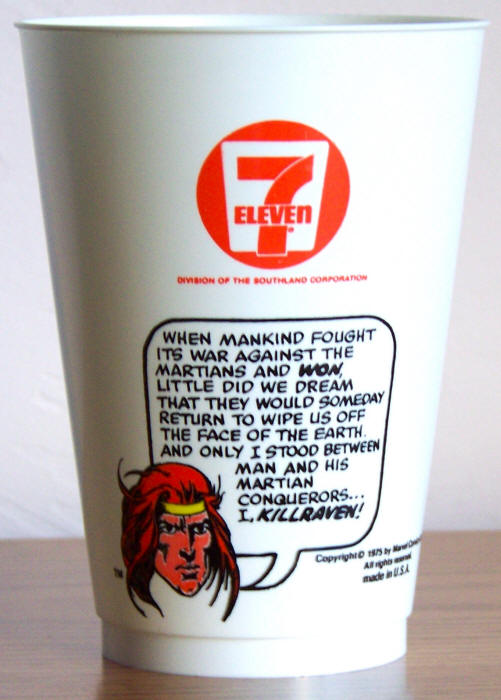 7
ELEVEN
®
DIVISION OF THE SOUTHLAND CORPORATION
WHEN MANKIND FOUGHT
ITS WAR AGAINST THE
MARTIANS AND WON,
LITTLE DID WE DREAM
THAT THEY WOULD SOMEDAY
RETURN TO WIPE US OFF
THE FACE OF THE EARTH.
AND ONLY I STOOD BETWEEN
MAN AND HIS
MARTIAN
CONQUERORS...
I, KILLRAVEN!
TM
Copyright © 1975 by Marvel
All rights reserved.
made in U.S.A.